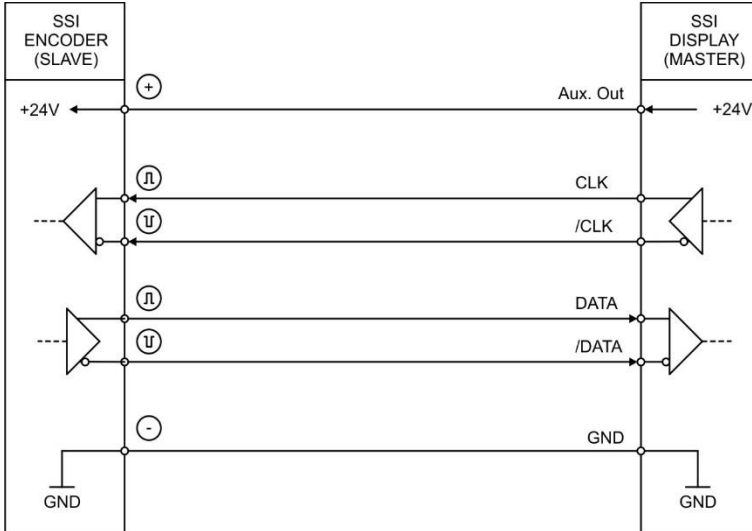 SSI
ENCODER
(SLAVE)
SSI
DISPLAY
(MASTER)
+
Aux. Out
+24V
+24V
CLK
/CLK
DATA
/DATA
-
GND
GND
GND